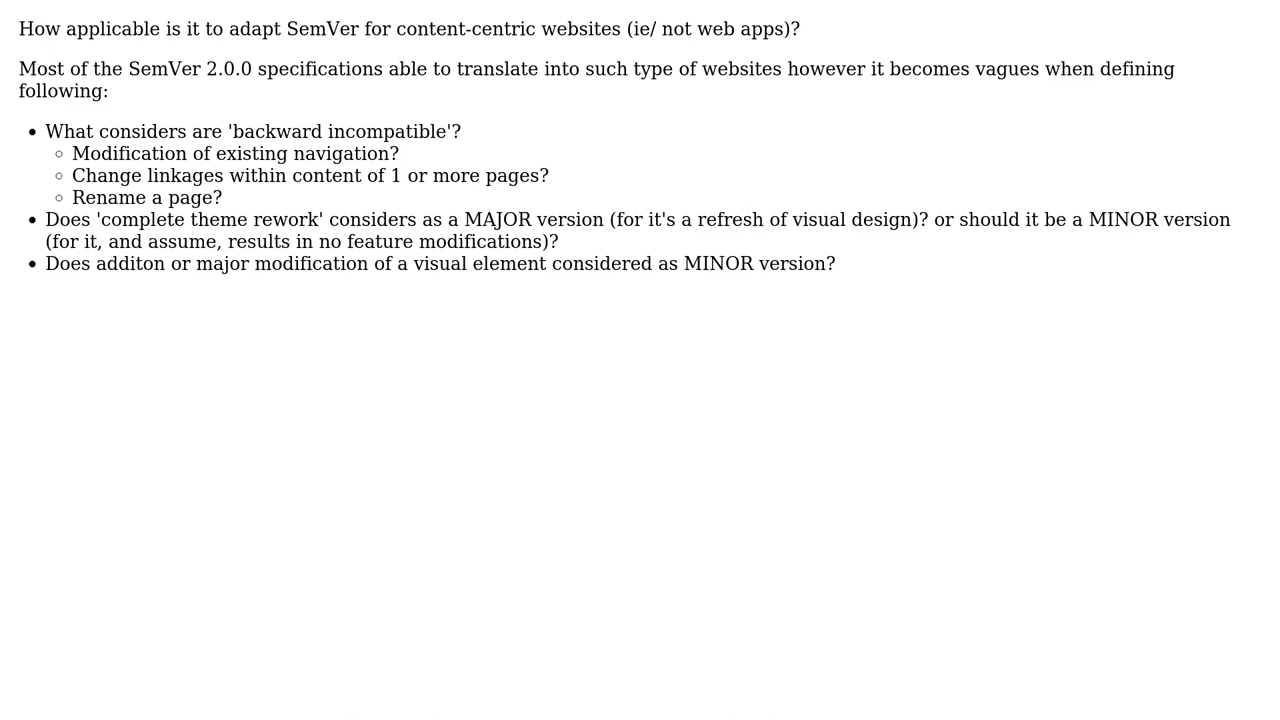 How applicable is it to adapt SemVer for content-centric websites (ie/ not web apps)?
Most of the SemVer 2.0.0 specifications able to translate into such type of websites however it becomes vagues when defining
following:
What considers are 'backward incompatible'?
Modification of existing navigation?
Change linkages within content of 1 or more pages?
Rename a page?
Does 'complete theme rework' considers as a MAJOR version (for it's a refresh of visual design)? or should it be a MINOR version
(for it, and assume, results in no feature modifications)?
Does additon or major modification of a visual element considered as MINOR version?